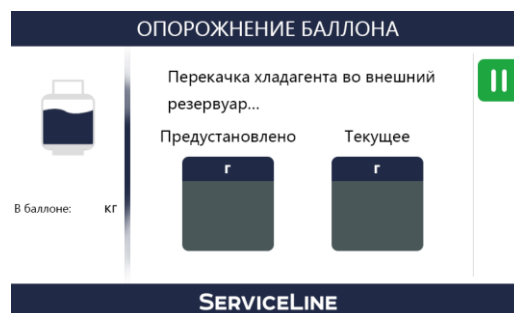 ОПОРОЖНЕНИЕ БАЛЛОНА
Перекачка хладагента во внешний
резервуар...
Предустановлено
Текущее
г
г
В баллоне: кг
SERVICELINE